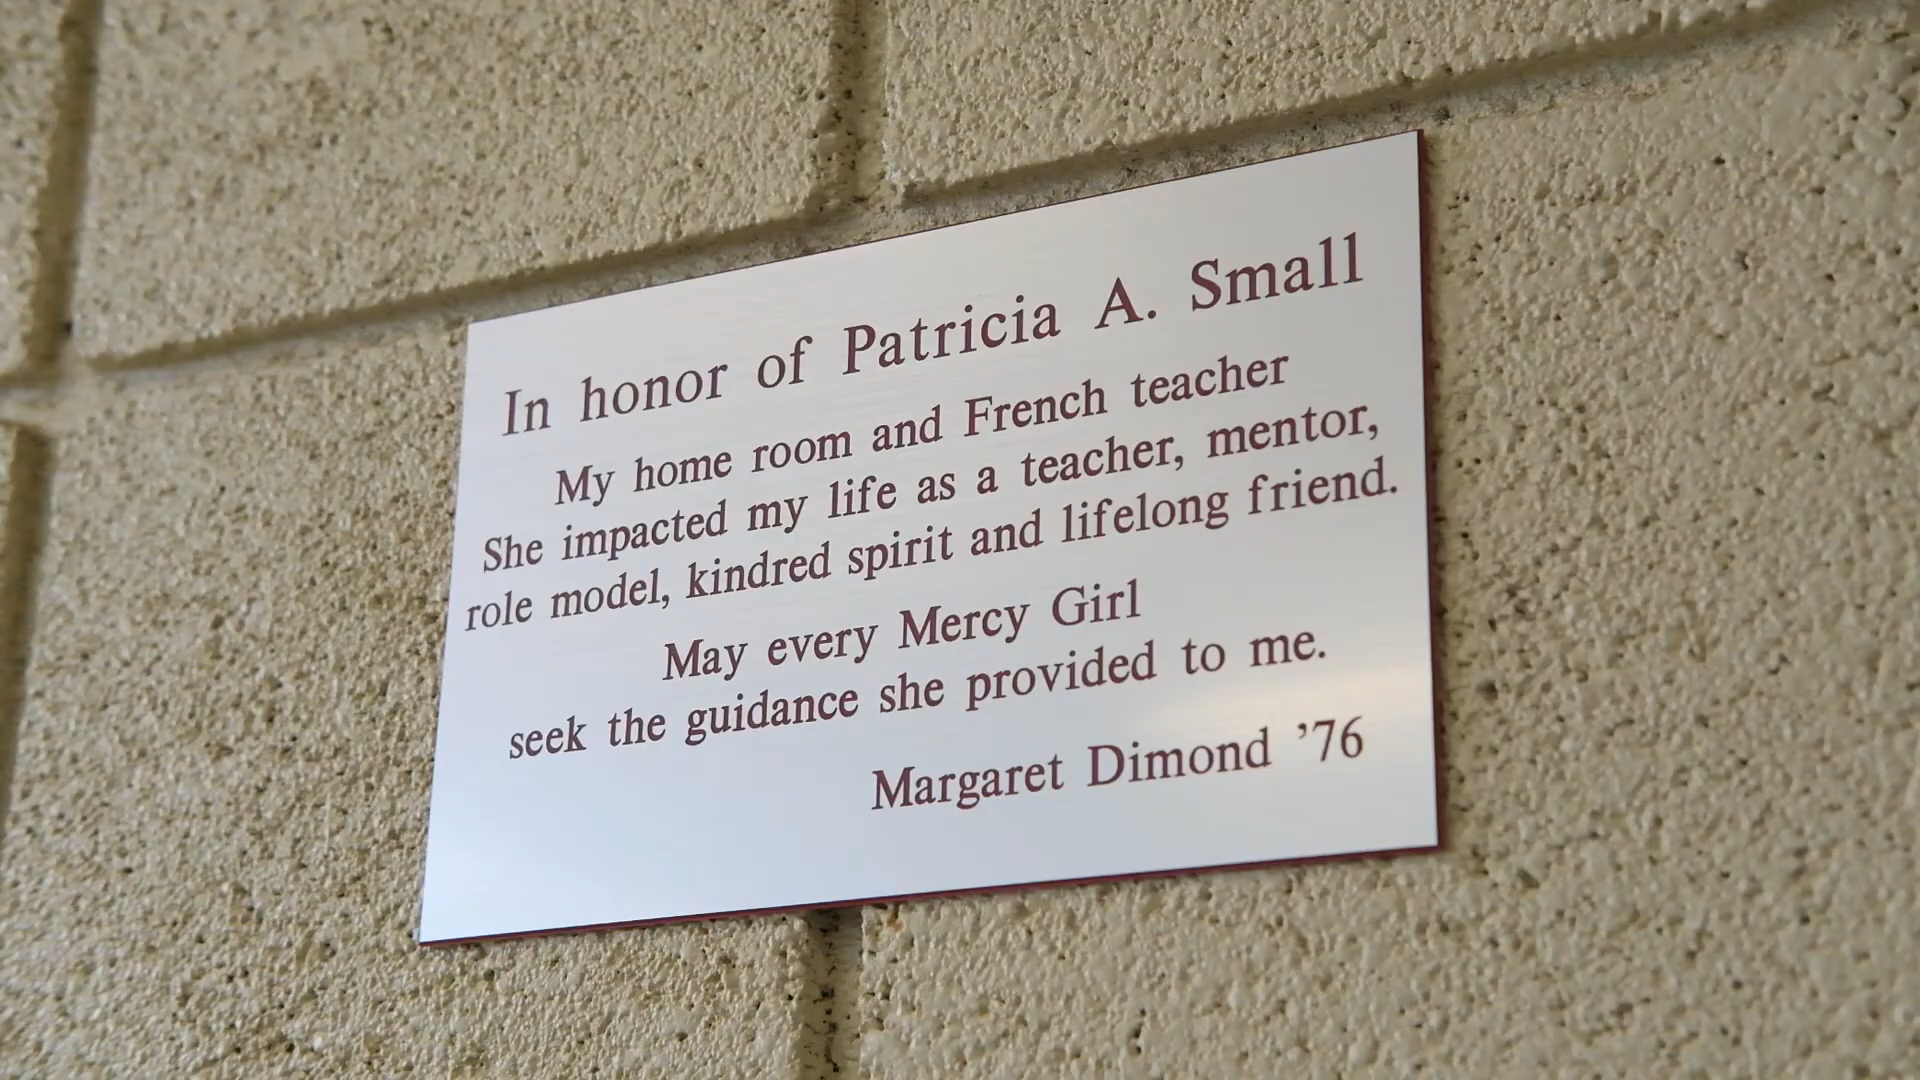 In honor of Patricia A. Small
My home room and French teacher
She impacted my life as a teacher, mentor,
role model, kindred spirit and lifelong friend.
May every Mercy Girl
seek the guidance she provided to me.
Margaret Dimond ’76